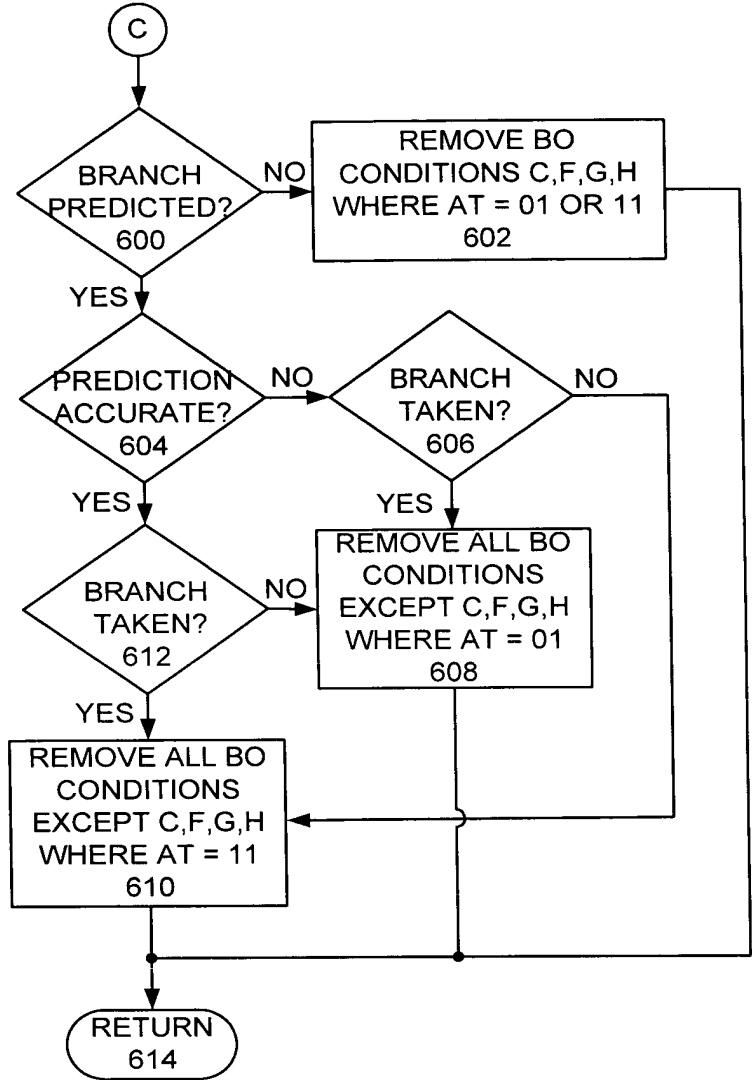 C
BRANCH
PREDICTED?
600
NO
REMOVE BO
CONDITIONS C,F,G,H
WHERE AT = 01 OR 11
602
YES
PREDICTION
ACCURATE?
604
NO
BRANCH
TAKEN?
606
NO
YES
YES
BRANCH
TAKEN?
612
NO
REMOVE ALL BO
CONDITIONS
EXCEPT C,F,G,H
WHERE AT = 01
608
YES
REMOVE ALL BO
CONDITIONS
EXCEPT C,F,G,H
WHERE AT = 11
610
RETURN
614